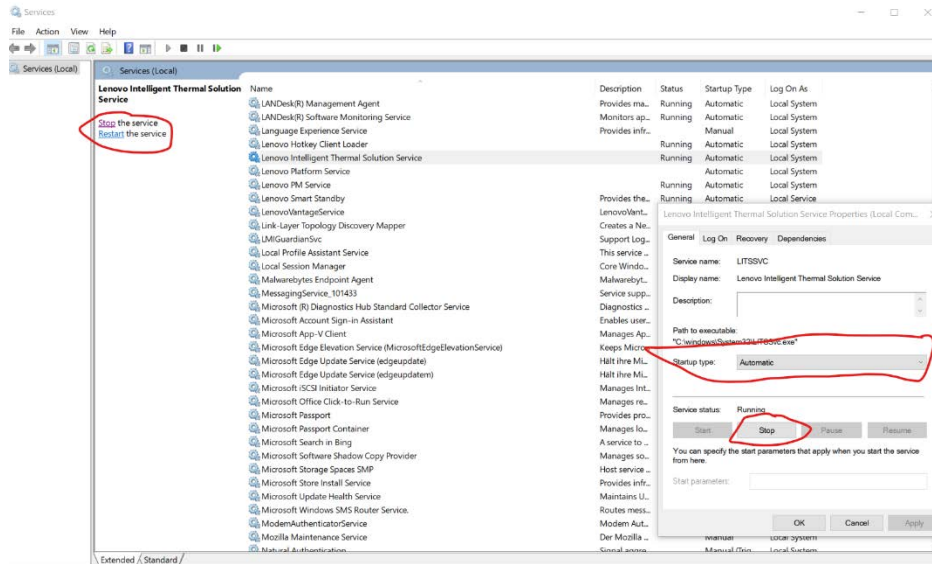 Services
File Action View Help
Services (Local)
Services (Local)
Lenovo Intelligent Thermal Solution Service
Stop the service
Restart the service
Name Description Status Startup Type Log On As
LANDesk(R) Management Agent Provides ma... Running Automatic Local System
LANDesk(R) Software Monitoring Service Monitors ap... Running Automatic Local System
Language Experience Service Provides infr... Manual Local System
Lenovo Hotkey Client Loader Running Automatic Local System
Lenovo Intelligent Thermal Solution Service Running Automatic Local System
Lenovo Platform Service Automatic Local System
Lenovo PM Service Running Automatic Local System
Lenovo Smart Standby Provides the... Running Automatic Local Service
LenovoVantageService LenovoVant...
Link-Layer Topology Discovery Mapper Creates a Ne...
LMIGuardianSvc Support Log...
Local Profile Assistant Service This service ...
Local Session Manager Core Windo...
Malwarebytes Endpoint Agent Malwarebyt...
MessagingService_101433 Service supp...
Microsoft (R) Diagnostics Hub Standard Collector Service Diagnostics ...
Microsoft Account Sign-in Assistant Enables user...
Microsoft App-V Client Manages Ap...
Microsoft Edge Elevation Service (MicrosoftEdgeElevationService) Keeps Micro...
Microsoft Edge Update Service (edgeupdate) Hält ihre Mi...
Microsoft Edge Update Service (edgeupdatem) Hält ihre Mi...
Microsoft iSCSI Initiator Service Manages Int...
Microsoft Office Click-to-Run Service Manages re...
Microsoft Passport Provides pro...
Microsoft Passport Container Manages lo...
Microsoft Search in Bing A service to ...
Microsoft Software Shadow Copy Provider Manages so...
Microsoft Storage Spaces SMP Host service ...
Microsoft Store Install Service Provides infr...
Microsoft Update Health Service Maintains U...
Microsoft Windows SMS Router Service. Routes mess...
ModemAuthenticatorService Modem Aut...
Mozilla Maintenance Service Der Mozilla ... Manual Local System
Natural Authentication Signal aggre... Manual (Trig... Local System
Lenovo Intelligent Thermal Solution Service Properties (Local Com...
General Log On Recovery Dependencies
Service name: LITSSVC
Display name: Lenovo Intelligent Thermal Solution Service
Description:
Path to executable:
"C:\windows\System32\LITSSvc.exe"
Startup type: Automatic
Service status: Running
Start Stop Pause Resume
You can specify the start parameters that apply when you start the service
from here.
Start parameters:
OK Cancel Apply
Extended Standard